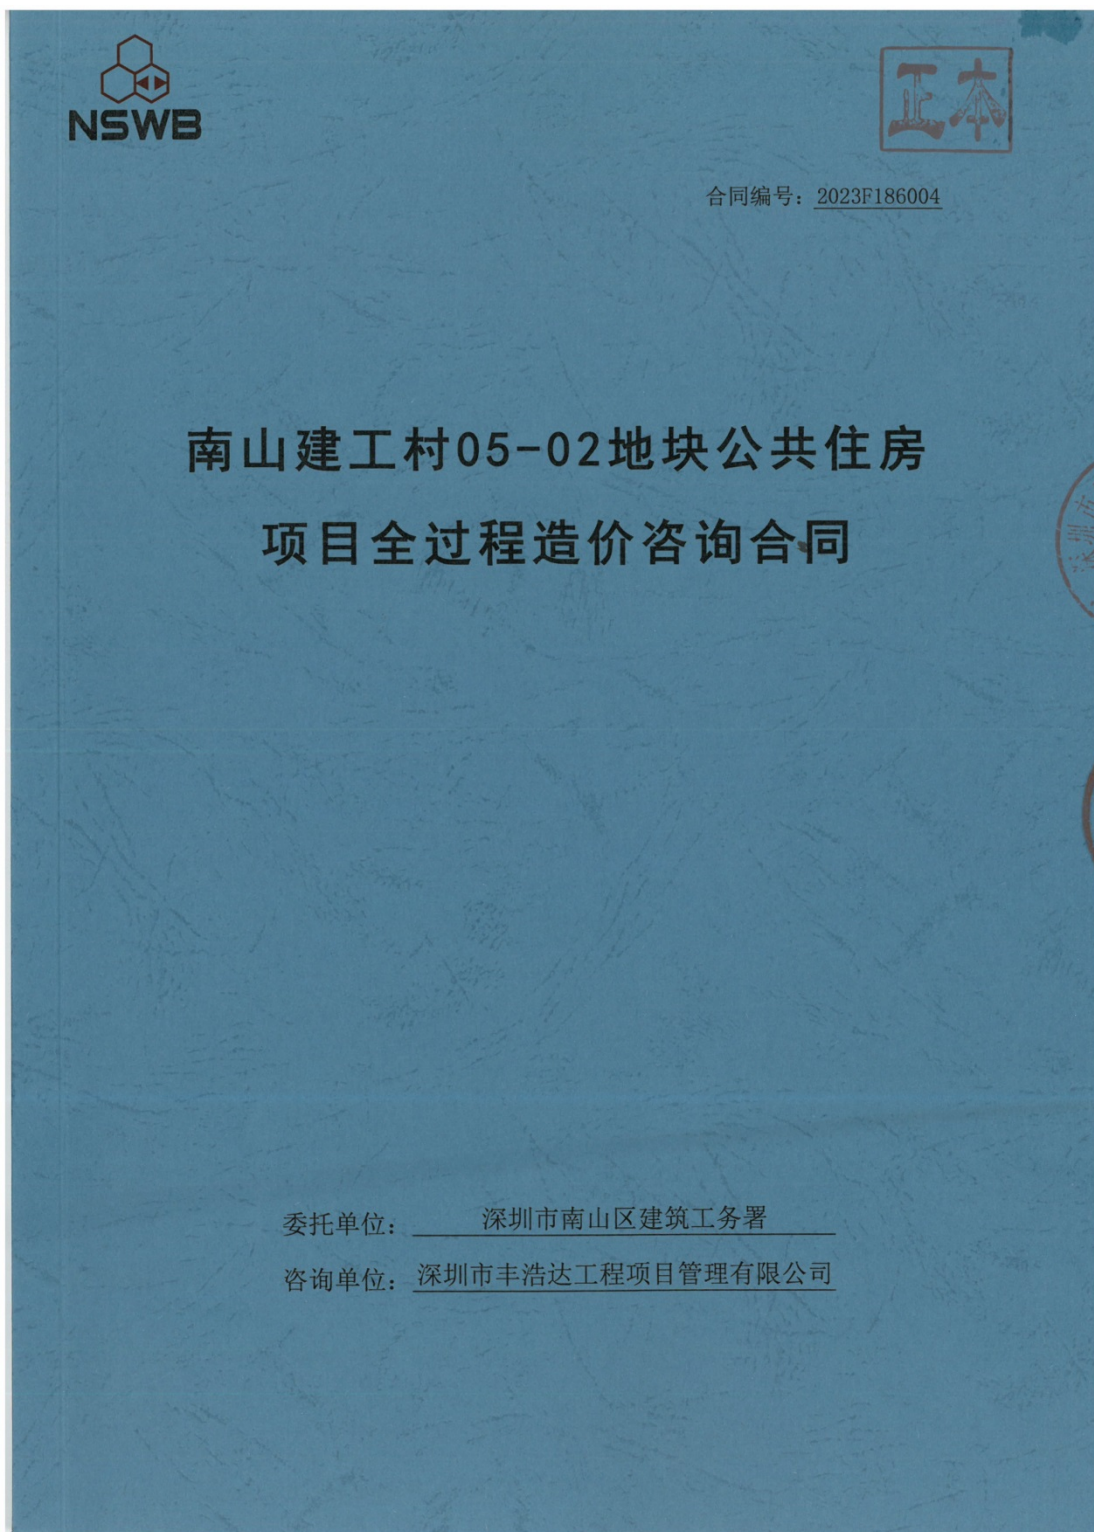 NSWB
正本
合同编号：2023F186004
南山建工村05-02地块公共住房
项目全过程造价咨询合同
深圳市
委托单位：深圳市南山区建筑工务署
咨询单位：深圳市丰浩达工程项目管理有限公司